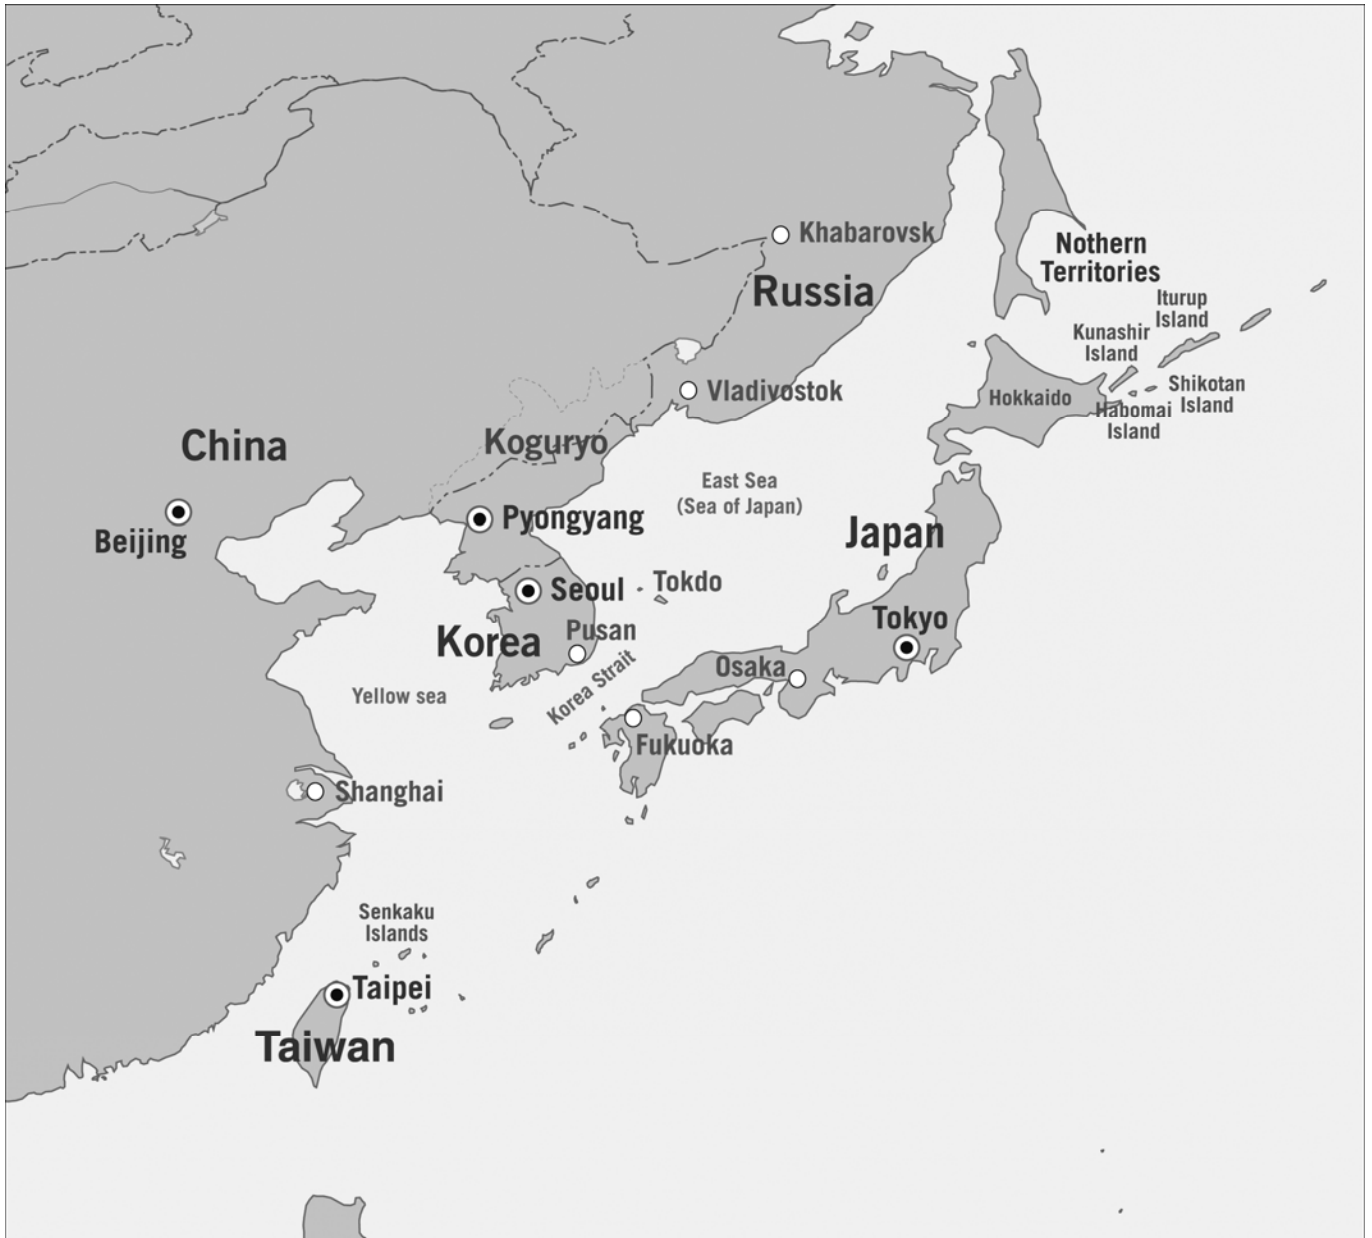 Khabarovsk
Nothern
Territories
Russia
Iturup
Island
Kunashir
Island
Vladivostok
Shikotan
Island
Hokkaido
Habomai
Island
China
Koguryo
East Sea
(Sea of Japan)
Beijing
Pyongyang
Japan
Seoul
Tokdo
Tokyo
Korea
Pusan
Osaka
Korea Strait
Yellow sea
Fukuoka
Shanghai
Senkaku
Islands
Taipei
Taiwan